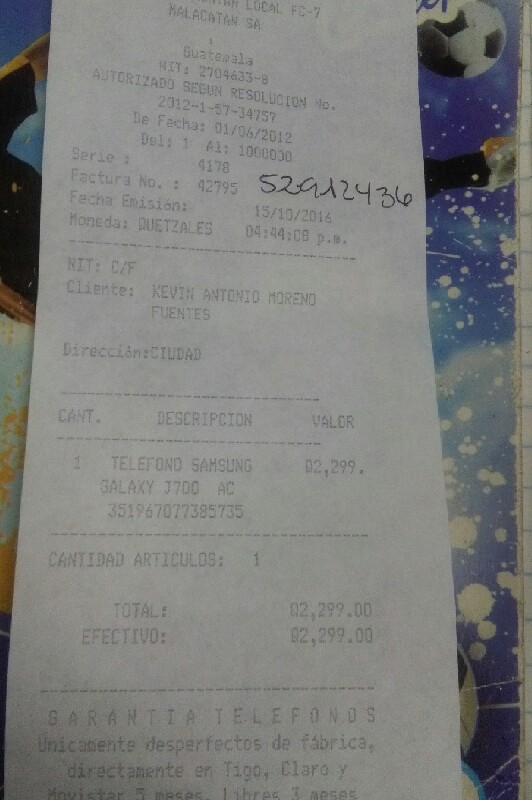 LOCAL FC-7
MALACATAN SA
Guatemala
NIT: 2704633-8
AUTORIZADO SEGUN RESOLUCION No.
2012-1-57-34757
De Fecha: 01/06/2012
Del: 1 Al: 1000000
Serie : 4178
Factura No. : 42795 52912436
Fecha Emisión: 15/10/2016
Moneda: QUETZALES 04:44:08 p.m.
NIT: C/F
Cliente: KEVIN ANTONIO MORENO
FUENTES
Dirección:CIUDAD
CANT. DESCRIPCION VALOR
1 TELEFONO SAMSUNG Q2,299.
GALAXY J700 AC
351967077385735
CANTIDAD ARTICULOS: 1
TOTAL: Q2,299.00
EFECTIVO: Q2,299.00
GARANTIA TELEFONOS
Unicamente desperfectos de fábrica,
directamente en Tigo, Claro y
Movistar 5 meses. Libres 3 meses